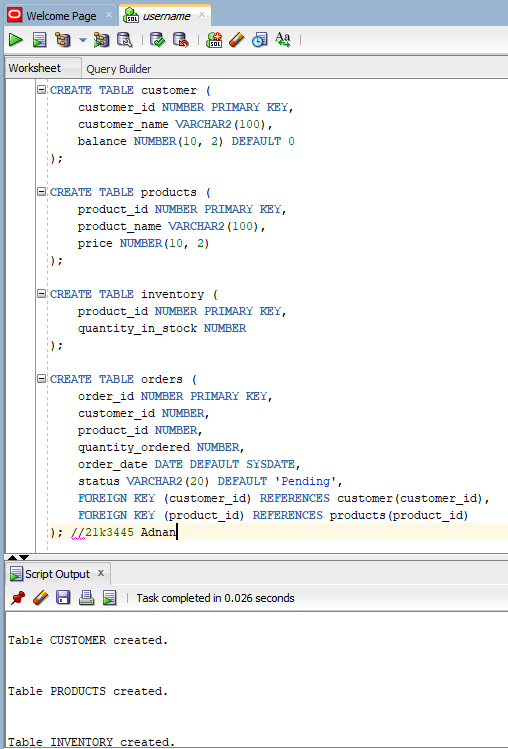 Welcome Page
username
Worksheet
Query Builder
CREATE TABLE customer (
customer_id NUMBER PRIMARY KEY,
customer_name VARCHAR2(100),
balance NUMBER(10, 2) DEFAULT 0
);
CREATE TABLE products (
product_id NUMBER PRIMARY KEY,
product_name VARCHAR2(100),
price NUMBER(10, 2)
);
CREATE TABLE inventory (
product_id NUMBER PRIMARY KEY,
quantity_in_stock NUMBER
);
CREATE TABLE orders (
order_id NUMBER PRIMARY KEY,
customer_id NUMBER,
product_id NUMBER,
quantity_ordered NUMBER,
order_date DATE DEFAULT SYSDATE,
status VARCHAR2(20) DEFAULT 'Pending',
FOREIGN KEY (customer_id) REFERENCES customer(customer_id),
FOREIGN KEY (product_id) REFERENCES products(product_id)
); //21k3445 Adnan
Script Output x
Task completed in 0.026 seconds
Table CUSTOMER created.
Table PRODUCTS created.
Table INVENTORY created.